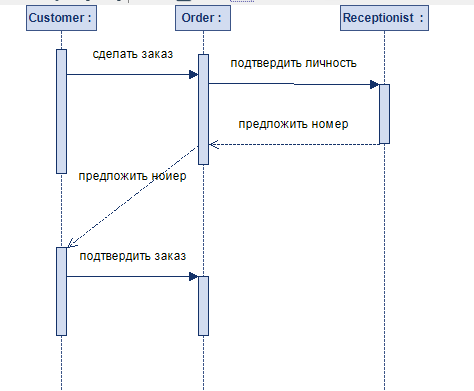 Customer :
Order :
Receptionist :
сделать заказ
подтвердить личность
предложить номер
предложить номер
подтвердить заказ